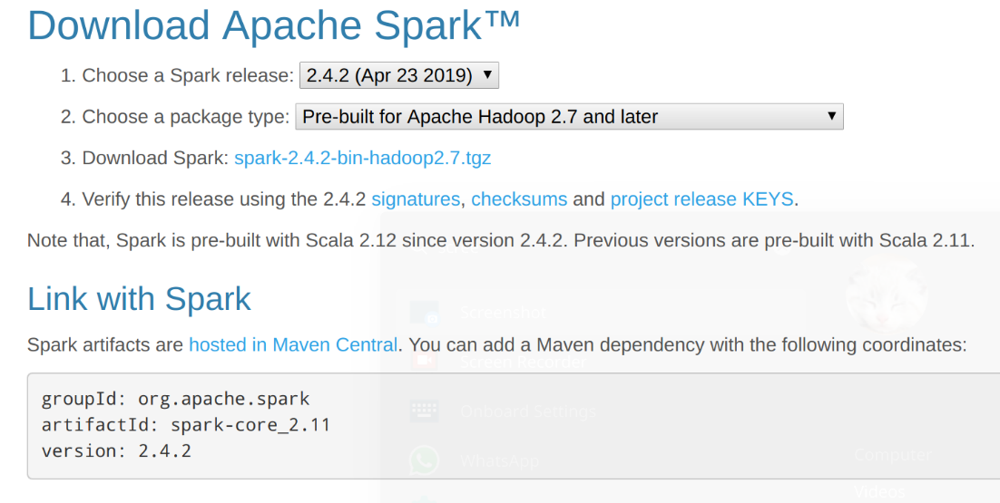 Download Apache Spark™
1. Choose a Spark release: 2.4.2 (Apr 23 2019)
2. Choose a package type: Pre-built for Apache Hadoop 2.7 and later
3. Download Spark: spark-2.4.2-bin-hadoop2.7.tgz
4. Verify this release using the 2.4.2 signatures, checksums and project release KEYS.
Note that, Spark is pre-built with Scala 2.12 since version 2.4.2. Previous versions are pre-built with Scala 2.11.
Link with Spark
Screenshot
Spark artifacts are hosted in Maven Central. You can add a Maven dependency with the following coordinates:
Screen Recorder
groupId: org.apache.spark
Onboard Settings
artifactId: spark-core_2.11
version: 2.4.2
WhatsApp
Computer
Videos